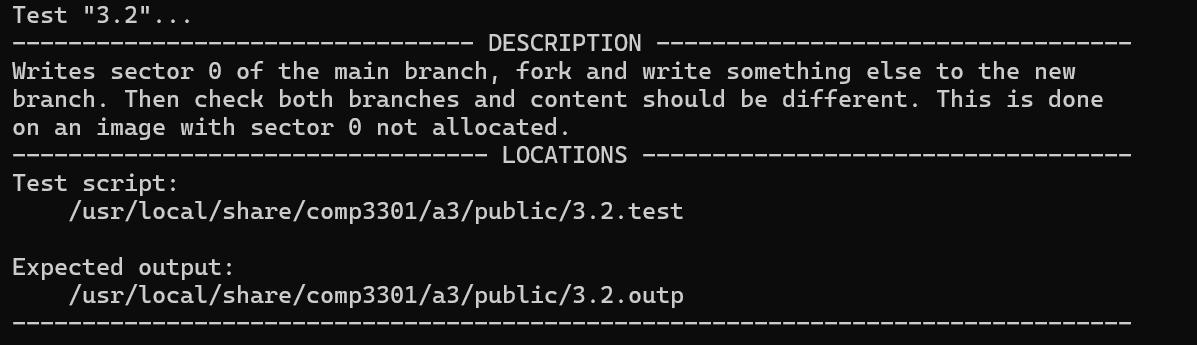 Test "3.2"...
--------------------------------- DESCRIPTION ----------------------------------
Writes sector 0 of the main branch, fork and write something else to the new
branch. Then check both branches and content should be different. This is done
on an image with sector 0 not allocated.
---------------------------------- LOCATIONS -----------------------------------
Test script:
    /usr/local/share/comp3301/a3/public/3.2.test

Expected output:
    /usr/local/share/comp3301/a3/public/3.2.outp
--------------------------------------------------------------------------------